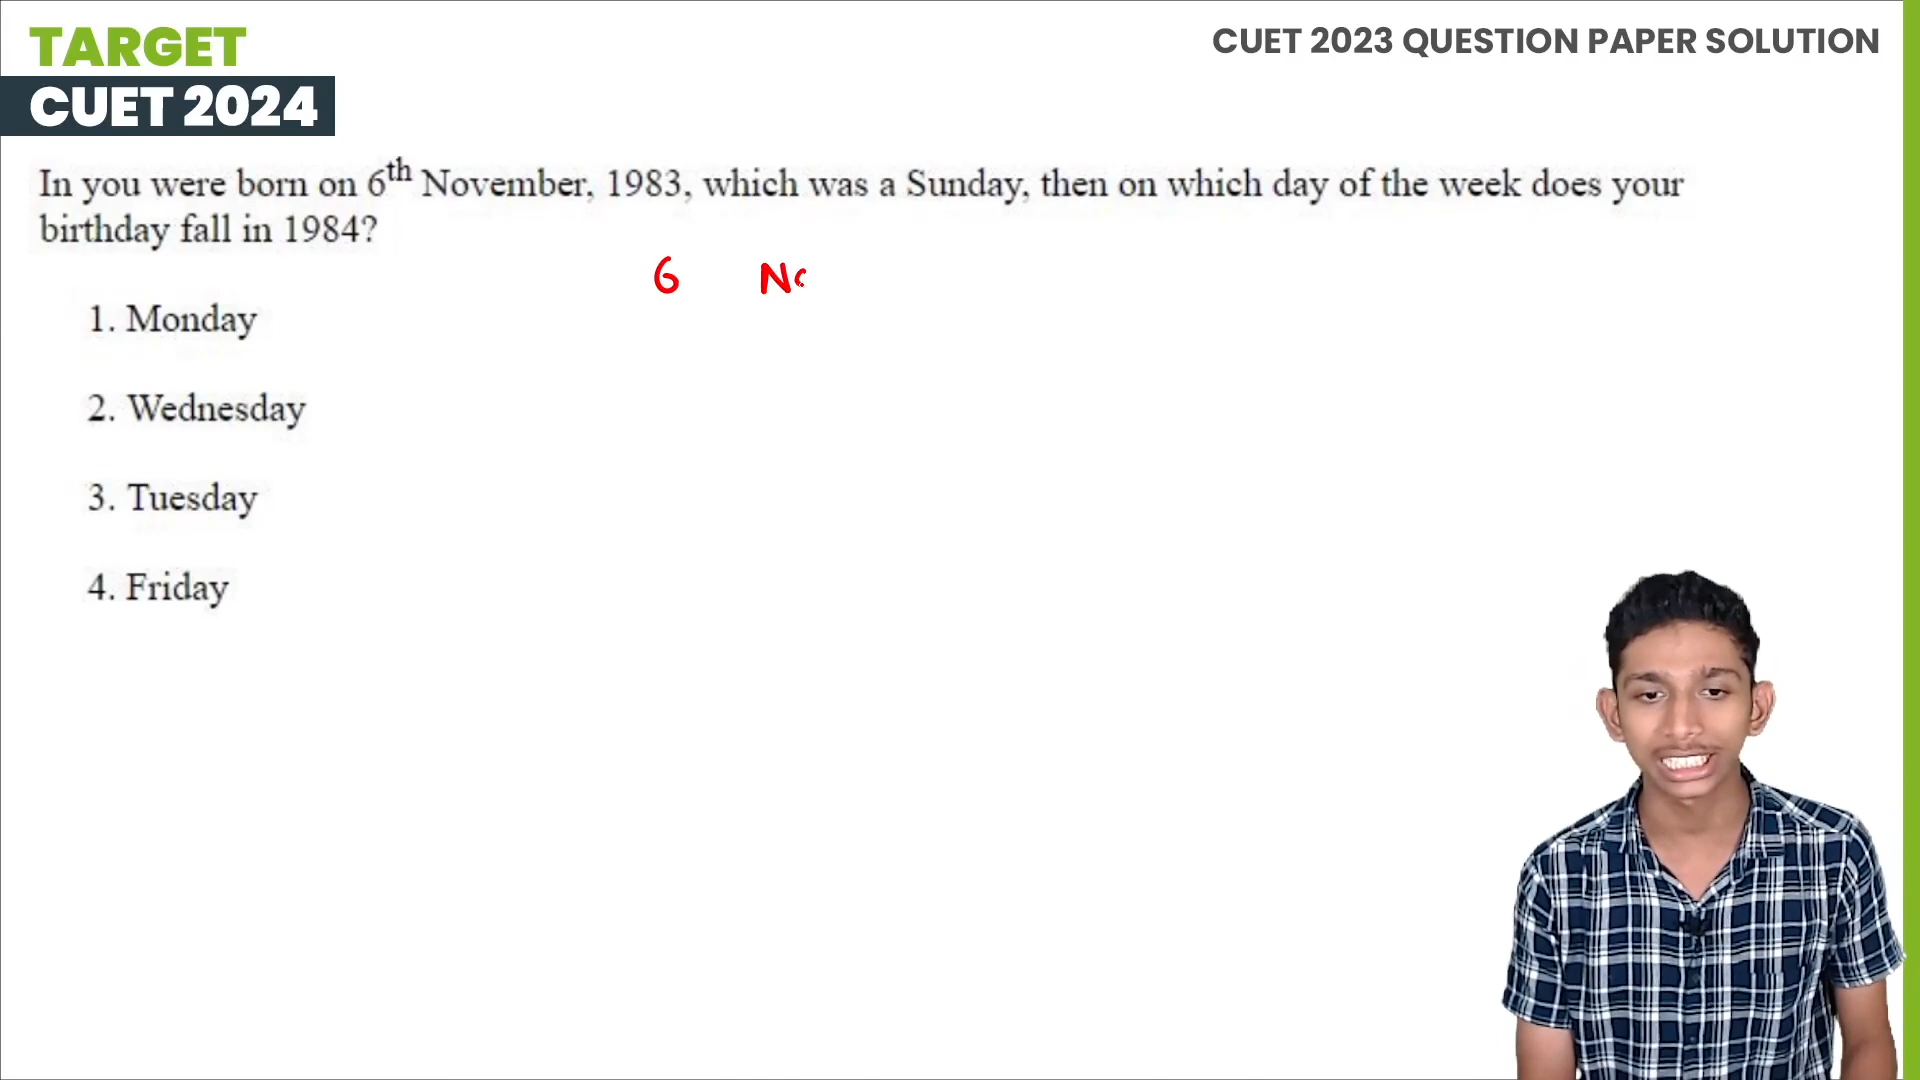 TARGET
CUET 2024
CUET 2023 QUESTION PAPER SOLUTION
In you were born on 6th November, 1983, which was a Sunday, then on which day of the week does your
birthday fall in 1984?
6 No
1. Monday
2. Wednesday
3. Tuesday
4. Friday